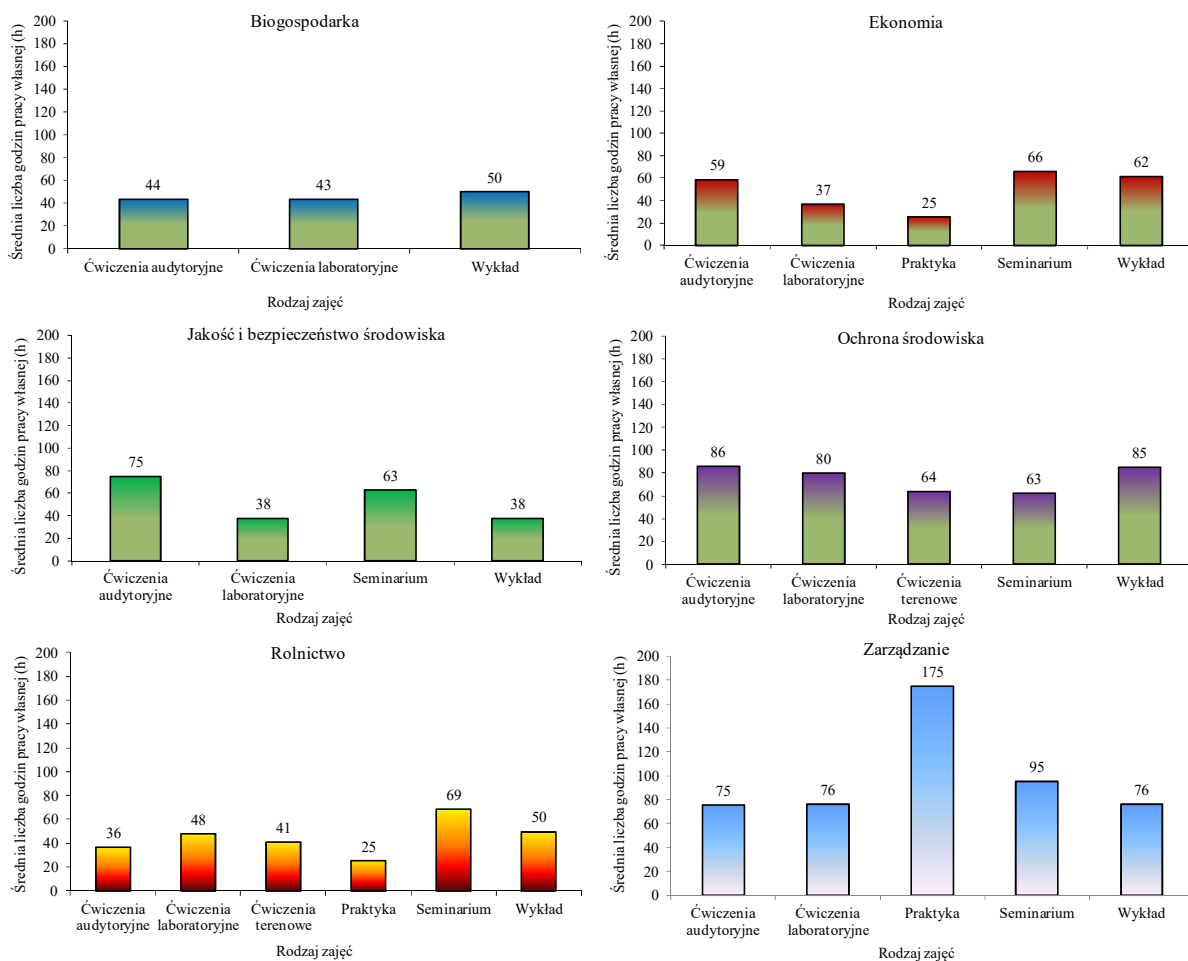 Biogospodarka
Średnia liczba godzin pracy własnej (h)
200
180
160
140
120
100
80
60
40
20
0
44
43
50
Ćwiczenia audytoryjne
Ćwiczenia laboratoryjne
Wykład
Rodzaj zajęć
Ekonomia
Średnia liczba godzin pracy własnej (h)
200
180
160
140
120
100
80
60
40
20
0
59
37
25
66
62
Ćwiczenia
audytoryjne
Ćwiczenia
laboratoryjne
Praktyka
Seminarium
Wykład
Rodzaj zajęć
Jakość i bezpieczeństwo środowiska
Średnia liczba godzin pracy własnej (h)
200
180
160
140
120
100
80
60
40
20
0
75
38
63
38
Ćwiczenia
audytoryjne
Ćwiczenia
laboratoryjne
Seminarium
Wykład
Rodzaj zajęć
Ochrona środowiska
Średnia liczba godzin pracy własnej (h)
200
180
160
140
120
100
80
60
40
20
0
86
80
64
63
85
Ćwiczenia
audytoryjne
Ćwiczenia
laboratoryjne
Ćwiczenia
terenowe
Seminarium
Wykład
Rodzaj zajęć
Rolnictwo
Średnia liczba godzin pracy własnej (h)
200
180
160
140
120
100
80
60
40
20
0
36
48
41
25
69
50
Ćwiczenia
audytoryjne
Ćwiczenia
laboratoryjne
Ćwiczenia
terenowe
Praktyka
Seminarium
Wykład
Rodzaj zajęć
Zarządzanie
Średnia liczba godzin pracy własnej (h)
200
180
160
140
120
100
80
60
40
20
0
75
76
175
95
76
Ćwiczenia
audytoryjne
Ćwiczenia
laboratoryjne
Praktyka
Seminarium
Wykład
Rodzaj zajęć